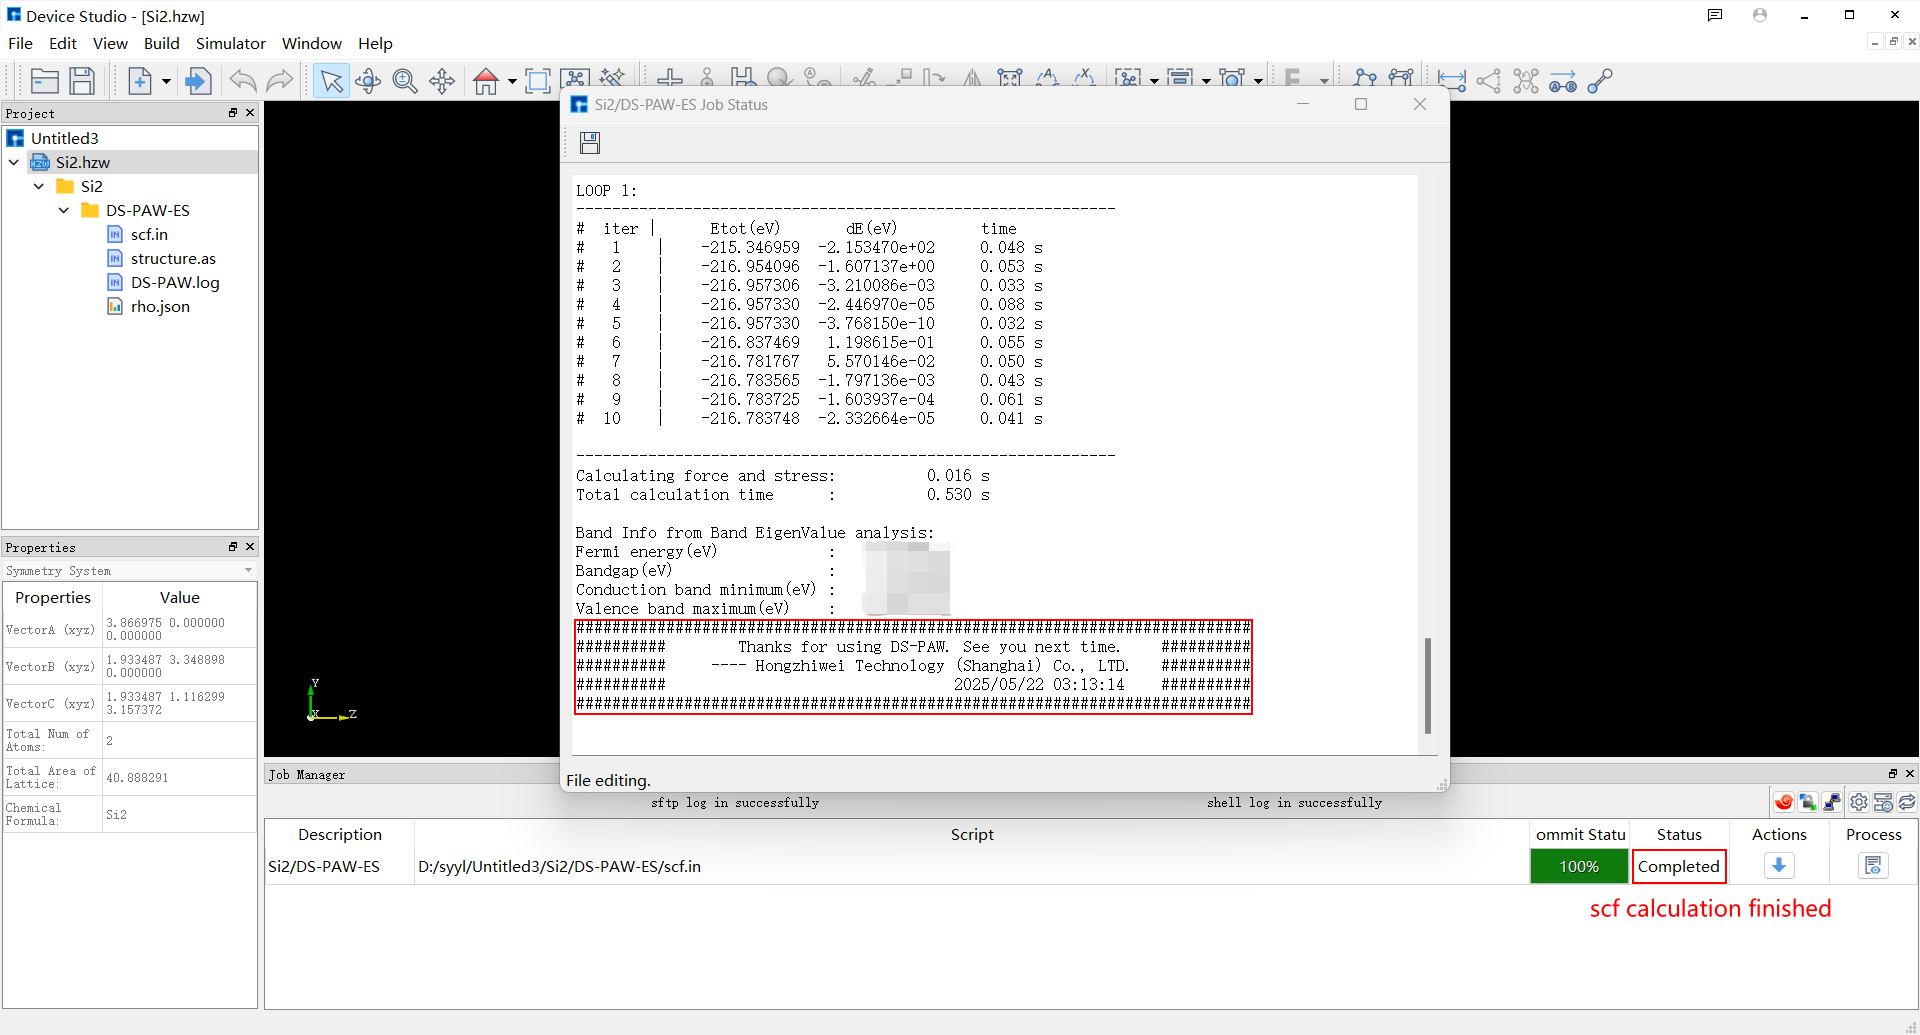 Device Studio - [Si2.hzw]
File Edit View Build Simulator Window Help
Project
Untitled3
Si2.hzw
Si2
DS-PAW-ES
scf.in
structure.as
DS-PAW.log
rho.json
Properties
Symmetry System
Properties Value
VectorA (xyz) 3.866975 0.000000 0.000000
VectorB (xyz) 1.933487 3.348898 0.000000
VectorC (xyz) 1.933487 1.116299 3.157372
Total Num of Atoms: 2
Total Area of Lattice: 40.888291
Chemical Formula: Si2
Y
X
Z
Si2/DS-PAW-ES Job Status
LOOP 1:
------------------------------------------------------------
# iter | Etot(eV) dE(eV) time
# 1 | -215.346959 -2.153470e+02 0.048 s
# 2 | -216.954096 -1.607137e+00 0.053 s
# 3 | -216.957306 -3.210086e-03 0.033 s
# 4 | -216.957330 -2.446970e-05 0.088 s
# 5 | -216.957330 -3.768150e-10 0.032 s
# 6 | -216.837469 1.198615e-01 0.055 s
# 7 | -216.781767 5.570146e-02 0.050 s
# 8 | -216.783565 -1.797136e-03 0.043 s
# 9 | -216.783725 -1.603937e-04 0.061 s
# 10 | -216.783748 -2.332664e-05 0.041 s
------------------------------------------------------------
Calculating force and stress: 0.016 s
Total calculation time : 0.530 s
Band Info from Band EigenValue analysis:
Fermi energy(eV) :
Bandgap(eV) :
Conduction band minimum(eV) :
Valence band maximum(eV) :
###########################################################################
########## Thanks for using DS-PAW. See you next time. ##########
########## ---- Hongzhiwei Technology (Shanghai) Co., LTD. ##########
########## 2025/05/22 03:13:14 ##########
###########################################################################
File editing.
Job Manager
sftp log in successfully shell log in successfully
Description Script ommit Statu Status Actions Process
Si2/DS-PAW-ES D:/syyl/Untitled3/Si2/DS-PAW-ES/scf.in 100% Completed
scf calculation finished